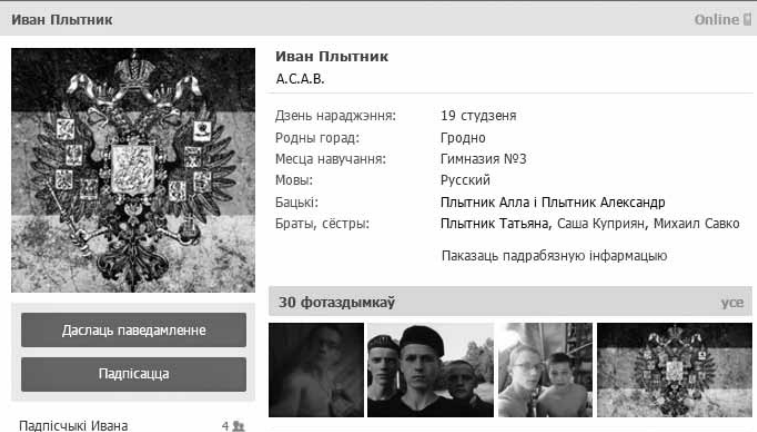 Иван Плытник
Online
Иван Плытник
A.C.A.B.
Дзень нараджэння: 19 студзеня
Родны горад: Гродно
Месца навучання: Гимназия №3
Мовы: Русский
Бацькі: Плытник Алла і Плытник Александр
Браты, сёстры: Плытник Татьяна, Саша Куприян, Михаил Савко
Паказаць падрабязную інфармацыю
30 фотаздымкаў
усе
Даслаць паведамленне
Падпісацца
Падпісчыкі Ивана 4